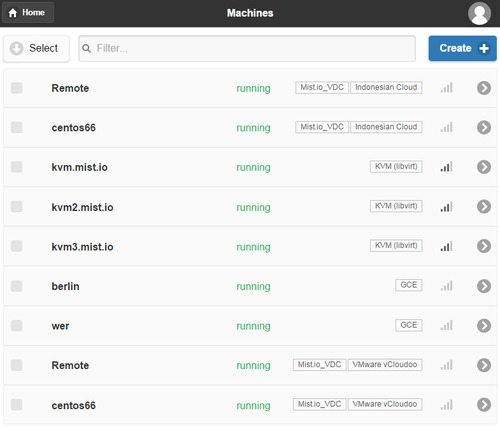 Home Machines
Select Filter... Create
Remote running Mist.io_VDC Indonesian Cloud
centos66 running Mist.io_VDC Indonesian Cloud
kvm.mist.io running KVM (libvirt)
kvm2.mist.io running KVM (libvirt)
kvm3.mist.io running KVM (libvirt)
berlin running GCE
wer running GCE
Remote running Mist.io_VDC VMware vCloudoo
centos66 running Mist.io_VDC VMware vCloudoo